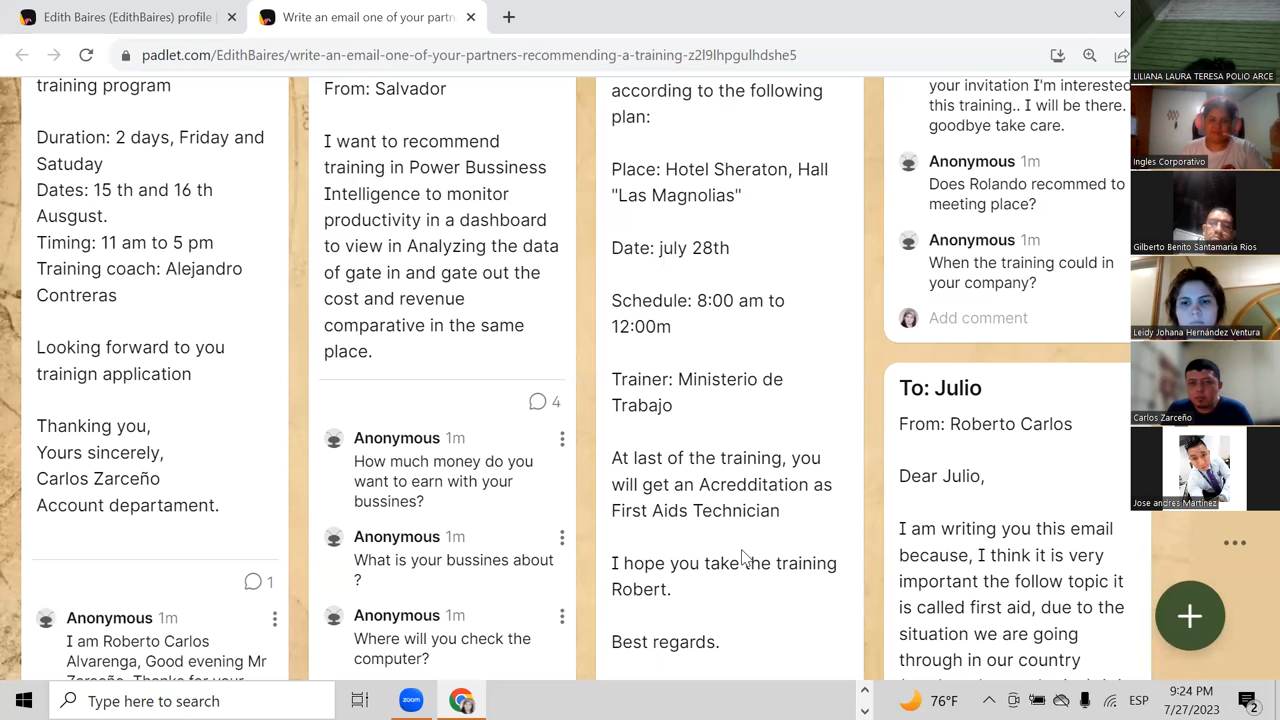 Edith Baires (EdithBaires) profile
Write an email one of your partn
padlet.com/EdithBaires/write-an-email-one-of-your-partners-recommending-a-training-z2l9lhpgulhdshe5
training program
Duration: 2 days, Friday and
Satuday
Dates: 15 th and 16 th
Ausgust.
Timing: 11 am to 5 pm
Training coach: Alejandro
Contreras
Looking forward to you
trainign application
Thanking you,
Yours sincerely,
Carlos Zarceño
Account departament.
1
Anonymous 1m
I am Roberto Carlos
Alvarenga, Good evening Mr
From: Salvador
I want to recommend
training in Power Bussiness
Intelligence to monitor
productivity in a dashboard
to view in Analyzing the data
of gate in and gate out the
cost and revenue
comparative in the same
place.
4
Anonymous 1m
How much money do you
want to earn with your
bussines?
Anonymous 1m
What is your bussines about
?
Anonymous 1m
Where will you check the
computer?
according to the following
plan:
Place: Hotel Sheraton, Hall
"Las Magnolias"
Date: july 28th
Schedule: 8:00 am to
12:00m
Trainer: Ministerio de
Trabajo
At last of the training, you
will get an Acredditation as
First Aids Technician
I hope you take the training
Robert.
Best regards.
your invitation I'm interested
this training.. I will be there.
goodbye take care.
Anonymous 1m
Does Rolando recommed to
meeting place?
Anonymous 1m
When the training could in
your company?
Add comment
To: Julio
From: Roberto Carlos
Dear Julio,
I am writing you this email
because, I think it is very
important the follow topic it
is called first aid, due to the
situation we are going
through in our country
LILIANA LAURA TERESA POLIO ARCE
Ingles Corporativo
Gilberto Benito Santamaria Rios
Leidy Johana Hernández Ventura
Carlos Zarceño
Jose andres Martinez
Type here to search
zoom
76°F
ESP
9:24 PM
7/27/2023
2